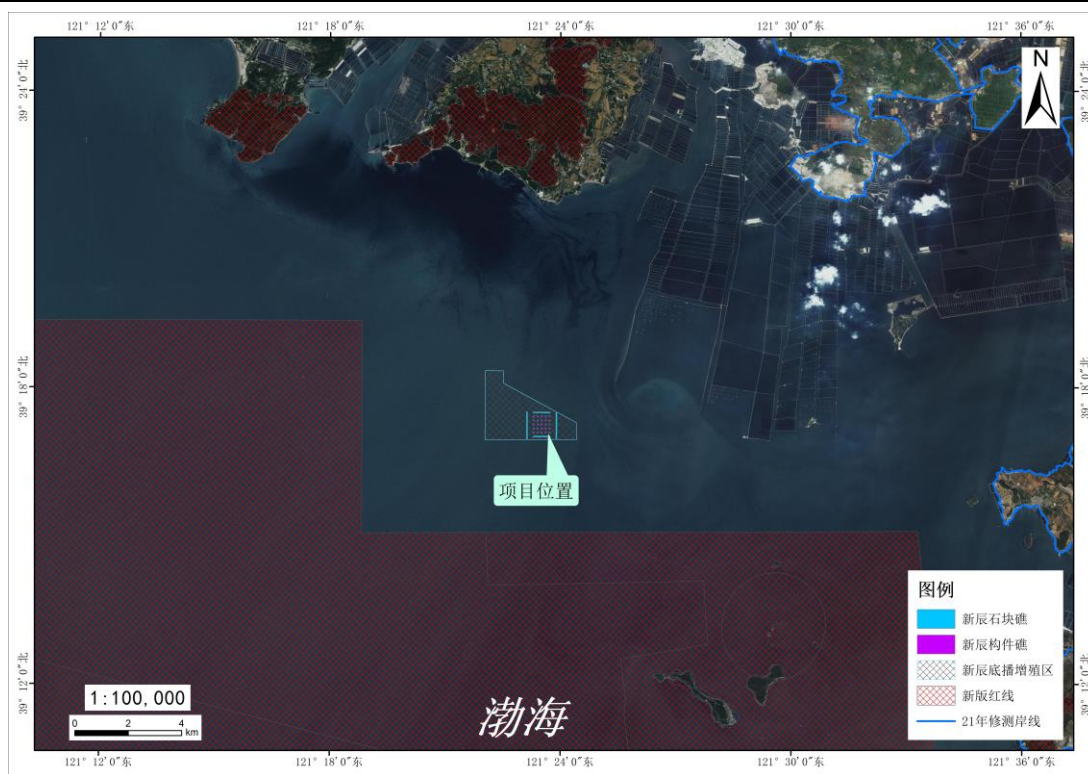 121° 12′0″东
121° 18′0″东
121° 24′0″东
121° 30′0″东
121° 36′0″东
N
39° 24′0″北
39° 24′0″北
39° 18′0″北
39° 18′0″北
项目位置
图例
新辰石块礁
新辰构件礁
新辰底播增殖区
新版红线
21年修测岸线
39° 12′0″北
39° 12′0″北
1:100,000
0 2 4
km
渤海
121° 12′0″东
121° 18′0″东
121° 24′0″东
121° 30′0″东
121° 36′0″东